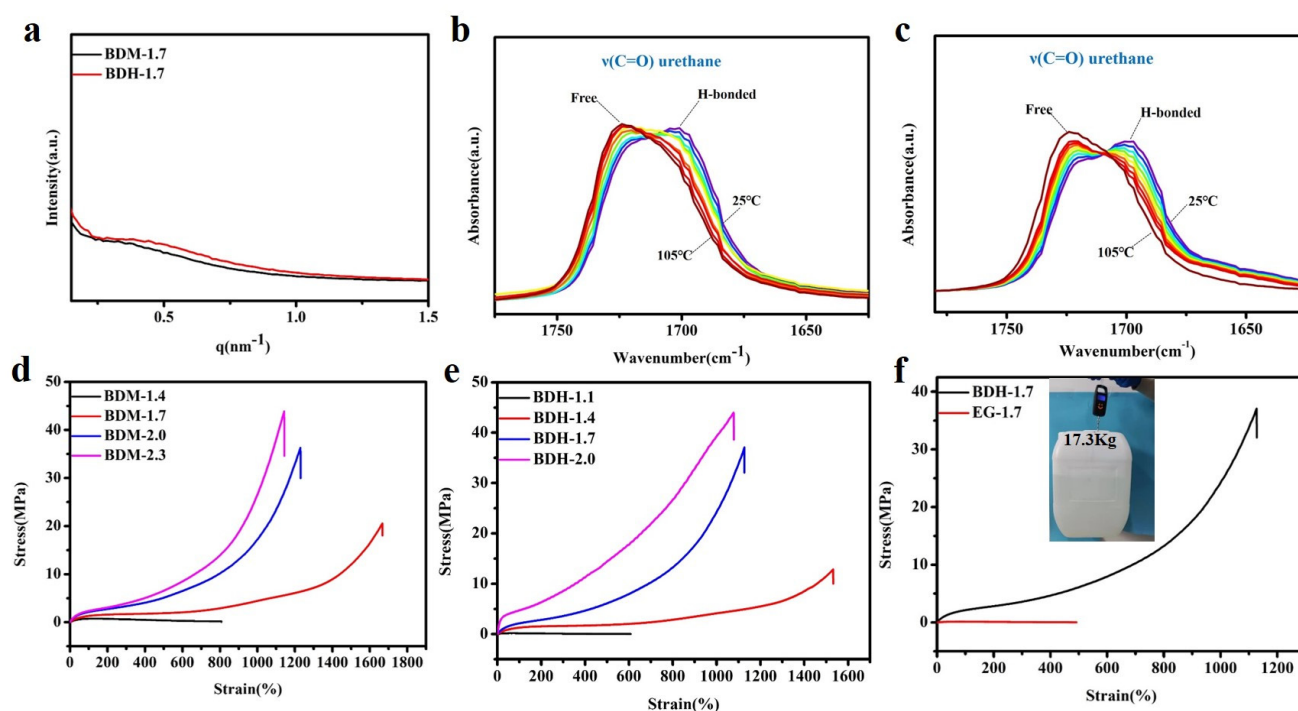 a
BDM-1.7
BDH-1.7
Intensity(a.u.)
0.5
1.0
1.5
q(nm-1)
b
ν(C=O) urethane
Free
H-bonded
25℃
105℃
Absorbance(a.u.)
1750
1700
1650
Wavenumber(cm-1)
c
ν(C=O) urethane
Free
H-bonded
25℃
105℃
Absorbance(a.u.)
1750
1700
1650
Wavenumber(cm-1)
d
BDM-1.4
BDM-1.7
BDM-2.0
BDM-2.3
Stress(MPa)
50
40
30
20
10
0
0 200 400 600 800 1000 1200 1400 1600 1800
Strain(%)
e
BDH-1.1
BDH-1.4
BDH-1.7
BDH-2.0
Stress(MPa)
50
40
30
20
10
0
0 200 400 600 800 1000 1200 1400 1600
Strain(%)
f
BDH-1.7
EG-1.7
17.3Kg
Stress(MPa)
40
30
20
10
0
0 200 400 600 800 1000 1200
Strain(%)